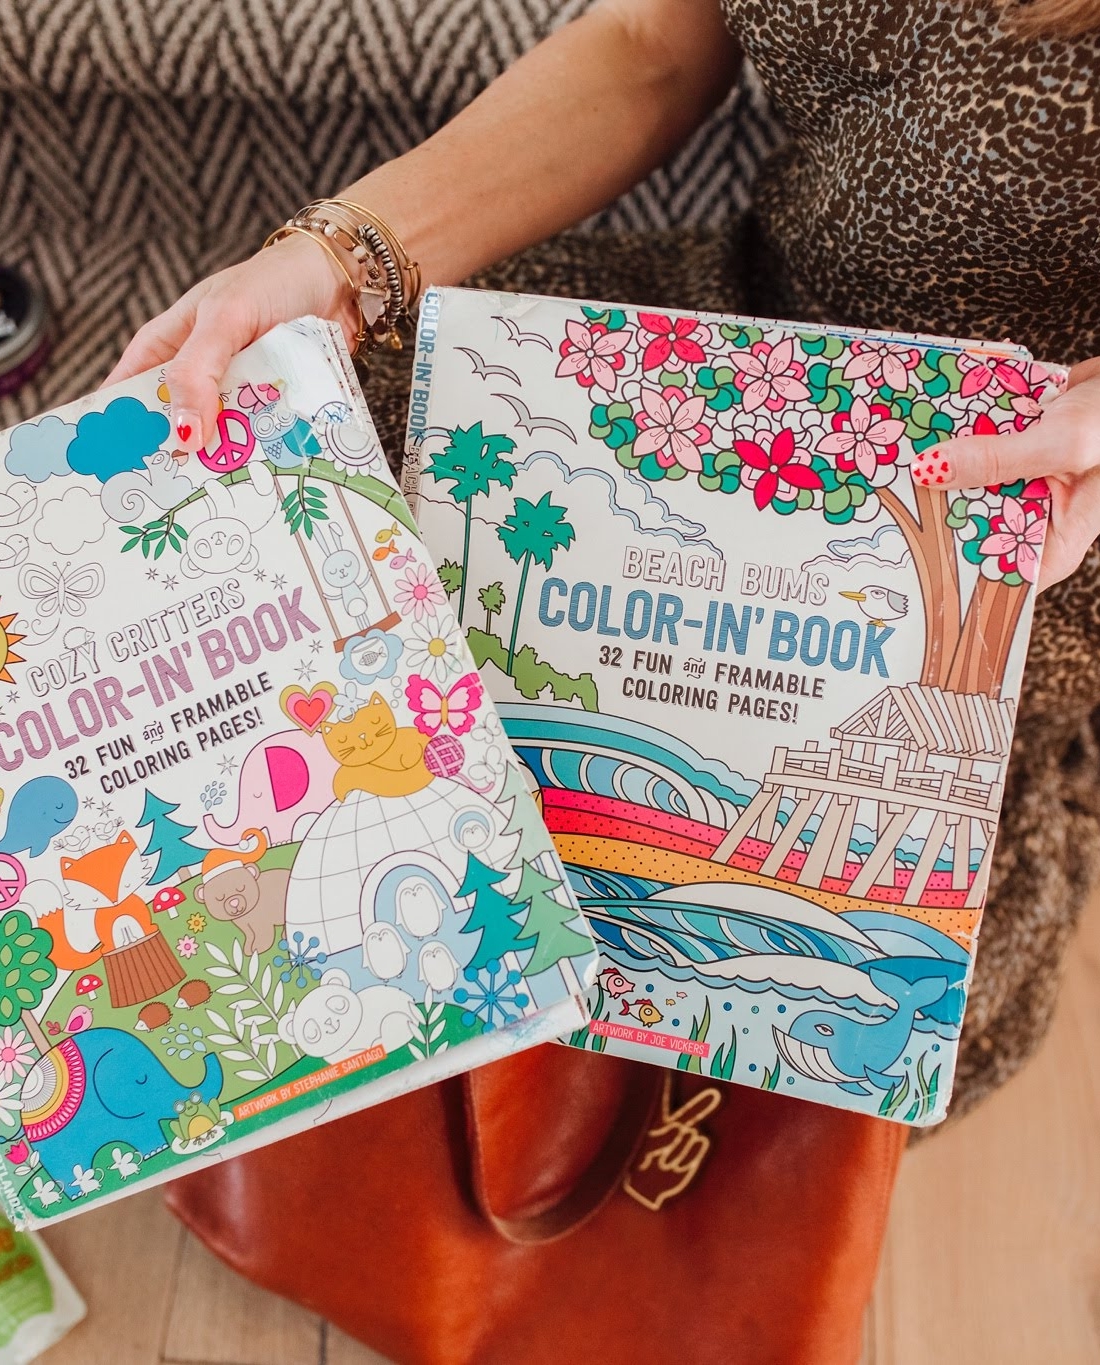 COZY CRITTERS
COLOR-IN' BOOK
32 FUN and FRAMABLE
COLORING PAGES!
ARTWORK BY STEPHANIE SANTIAGO
COLOR-IN' BOOK
BEACH BUMS
COLOR-IN' BOOK
32 FUN and FRAMABLE
COLORING PAGES!
ARTWORK BY JOE VICKERS